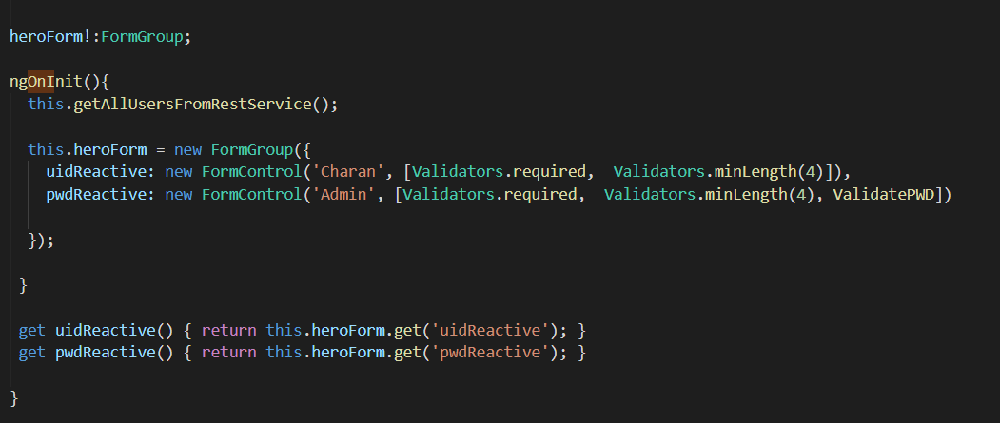 heroForm!:FormGroup;
ngOnInit(){
this.getAllUsersFromRestService();
this.heroForm = new FormGroup({
uidReactive: new FormControl('Charan', [Validators.required,  Validators.minLength(4)]),
pwdReactive: new FormControl('Admin', [Validators.required,  Validators.minLength(4), ValidatePWD])
});
}
get uidReactive() { return this.heroForm.get('uidReactive'); }
get pwdReactive() { return this.heroForm.get('pwdReactive'); }
}